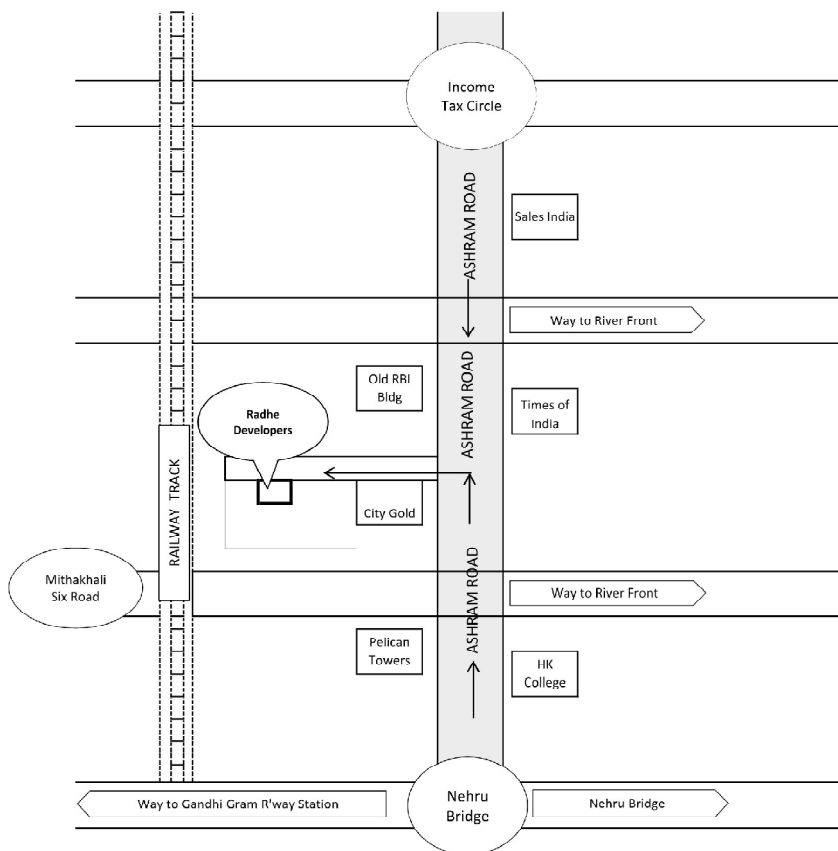 Income
Tax Circle
ASHRAM ROAD
Sales India
Way to River Front
Old RBI
Bldg
ASHRAM ROAD
Times of
India
Radhe
Developers
RAILWAY TRACK
City Gold
ASHRAM ROAD
Mithakhali
Six Road
Way to River Front
Pelican
Towers
HK
College
Way to Gandhi Gram R'way Station
Nehru
Bridge
Nehru Bridge